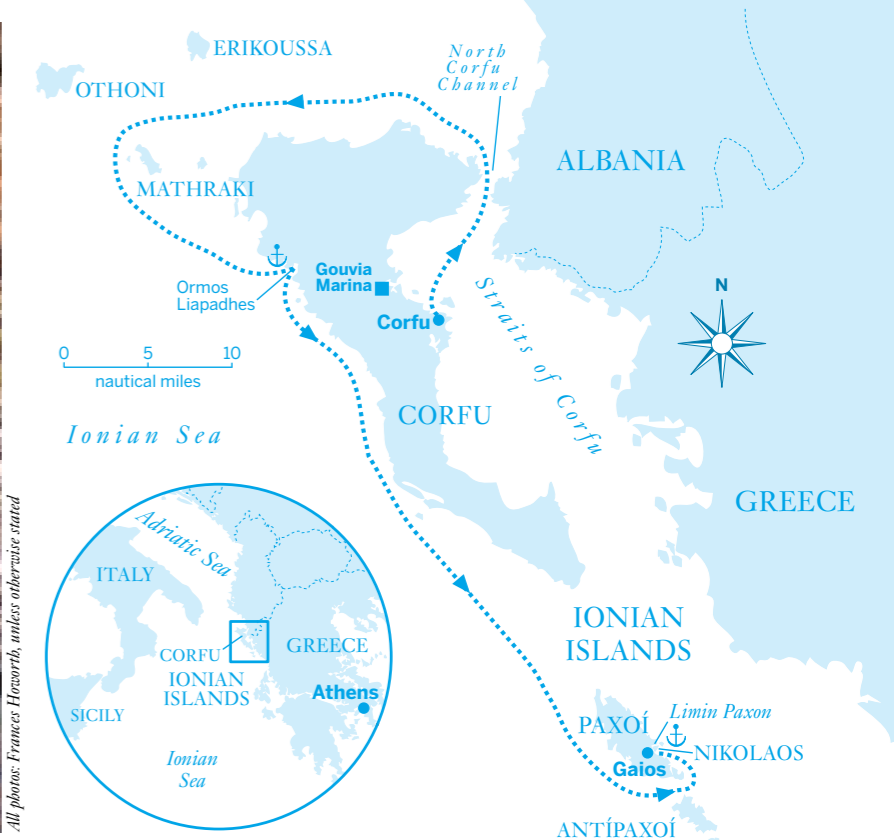 North
Corfu
Channel
ERIKOUSSA
OTHONI
ALBANIA
MATHRAKI
Ormos
Liapadhes
Gouvia
Marina
Corfu
Straits of Corfu
N
0 5 10
nautical miles
Ionian Sea
CORFU
GREECE
Adriatic Sea
ITALY
CORFU
GREECE
IONIAN
ISLANDS
Athens
SICILY
Ionian
Sea
IONIAN
ISLANDS
PAXOÍ
Limin Paxon
NIKOLAOS
Gaios
ANTÍPAXOÍ
All photos: Frances Howorth, unless otherwise stated